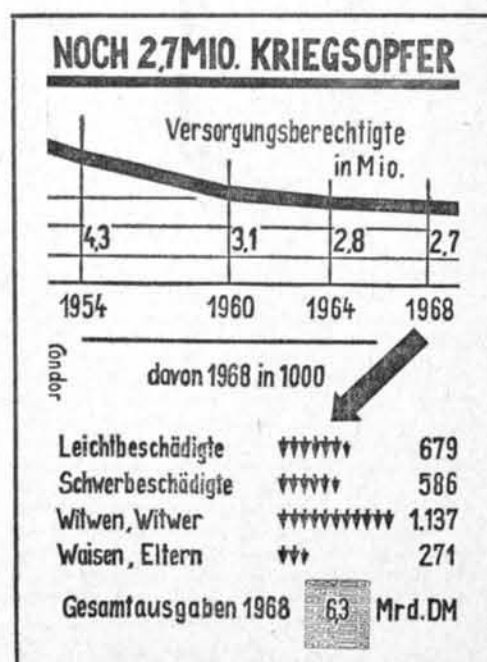 NOCH 2,7 MIO. KRIEGSOPFER
Versorgungsberechtigte
in Mio.
4,3 3,1 2,8 2,7
1954 1960 1964 1968
Condor
davon 1968 in 1000
Leichtbeschädigte 679
Schwerbeschädigte 586
Witwen, Witwer 1.137
Waisen, Eltern 271
Gesamtausgaben 1968 6,3 Mrd. DM